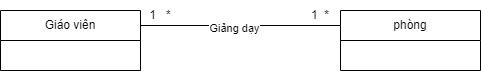 Giáo viên
1 *
Giảng dạy
1 *
phòng